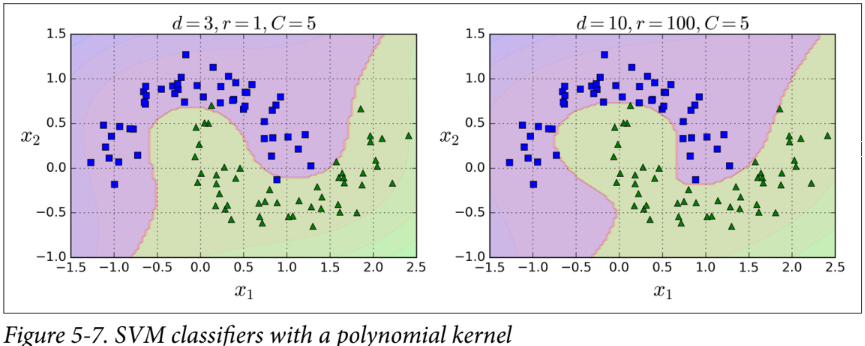 d = 3, r = 1, C = 5
d = 10, r = 100, C = 5
1.5
1.0
0.5
0.0
−0.5
−1.0
x₂
−1.5 −1.0 −0.5 0.0 0.5 1.0 1.5 2.0 2.5
x₁
1.5
1.0
0.5
0.0
−0.5
−1.0
x₂
−1.5 −1.0 −0.5 0.0 0.5 1.0 1.5 2.0 2.5
x₁
Figure 5-7. SVM classifiers with a polynomial kernel